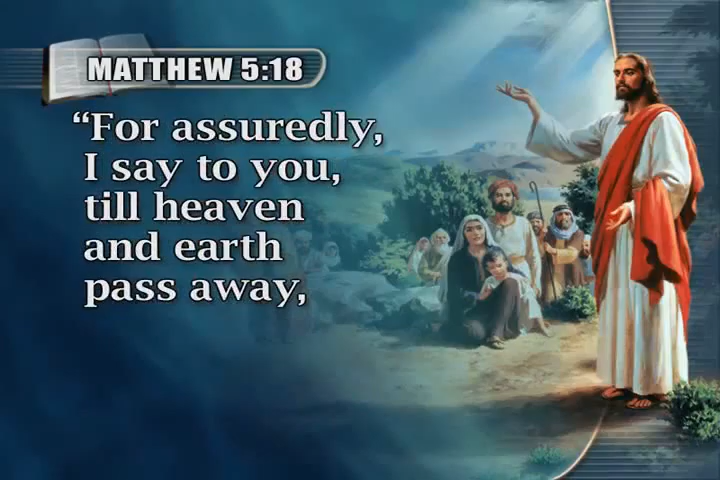 MATTHEW 5:18
“For assuredly,
I say to you,
till heaven
and earth
pass away,